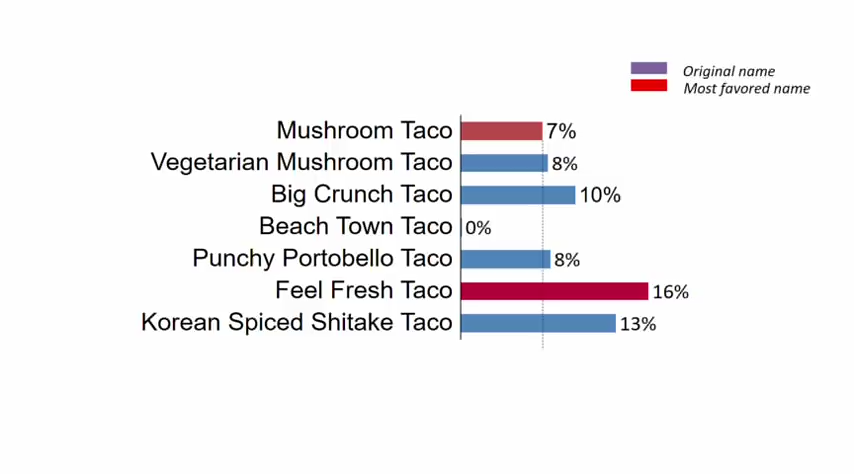 Original name
Most favored name
Mushroom Taco 7%
Vegetarian Mushroom Taco 8%
Big Crunch Taco 10%
Beach Town Taco 0%
Punchy Portobello Taco 8%
Feel Fresh Taco 16%
Korean Spiced Shitake Taco 13%